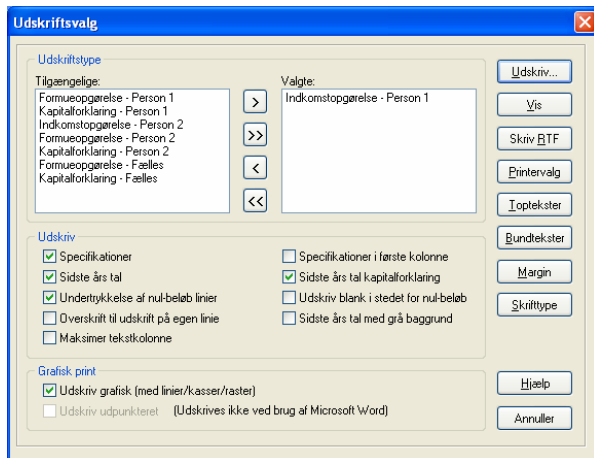 Udskriftsvalg
Udskriftstype
Tilgængelige:
Formueopgørelse - Person 1
Kapitalforklaring - Person 1
Indkomstopgørelse - Person 2
Formueopgørelse - Person 2
Kapitalforklaring - Person 2
Formueopgørelse - Fælles
Kapitalforklaring - Fælles
>
>>
<
<<
Valgte:
Indkomstopgørelse - Person 1
Udskriv...
Vis
Skriv RTF
Printervalg
Toptekster
Bundtekster
Margin
Skrifttype
Udskriv
Specifikationer
Specifikationer i første kolonne
Sidste års tal
Sidste års tal kapitalforklaring
Undertrykkelse af nul-beløb linier
Udskriv blank i stedet for nul-beløb
Overskrift til udskrift på egen linie
Sidste års tal med grå baggrund
Maksimer tekstkolonne
Grafisk print
Udskriv grafisk (med linier/kasser/raster)
Udskriv udpunkteret (Udskrives ikke ved brug af Microsoft Word)
Hjælp
Annuller